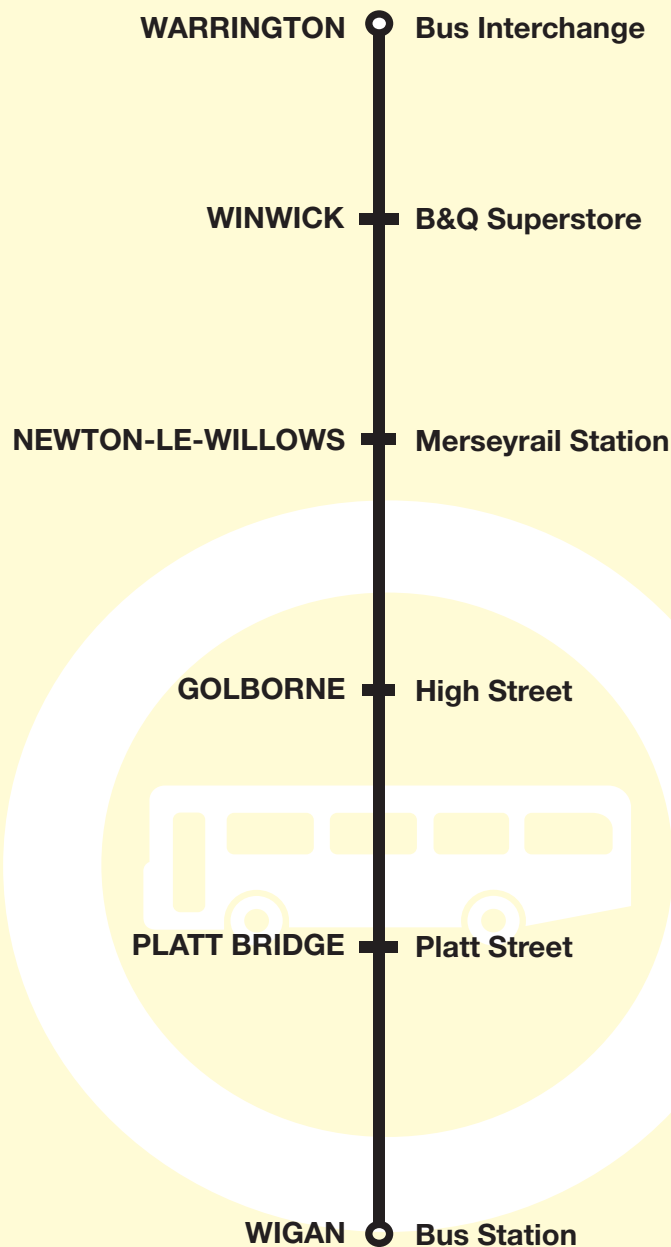 WARRINGTON Bus Interchange
WINWICK B&Q Superstore
NEWTON-LE-WILLOWS Merseyrail Station
GOLBORNE High Street
PLATT BRIDGE Platt Street
WIGAN Bus Station